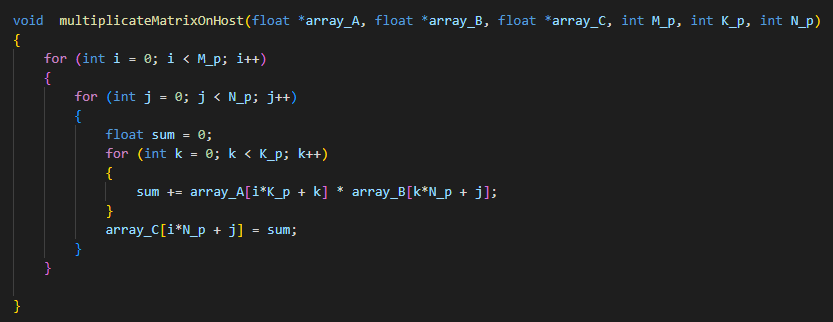 void  multiplicateMatrixOnHost(float *array_A, float *array_B, float *array_C, int M_p, int K_p, int N_p)
{
    for (int i = 0; i < M_p; i++)
    {
        for (int j = 0; j < N_p; j++)
        {
            float sum = 0;
            for (int k = 0; k < K_p; k++)
            {
                sum += array_A[i*K_p + k] * array_B[k*N_p + j];
            }
            array_C[i*N_p + j] = sum;
        }
    }

}